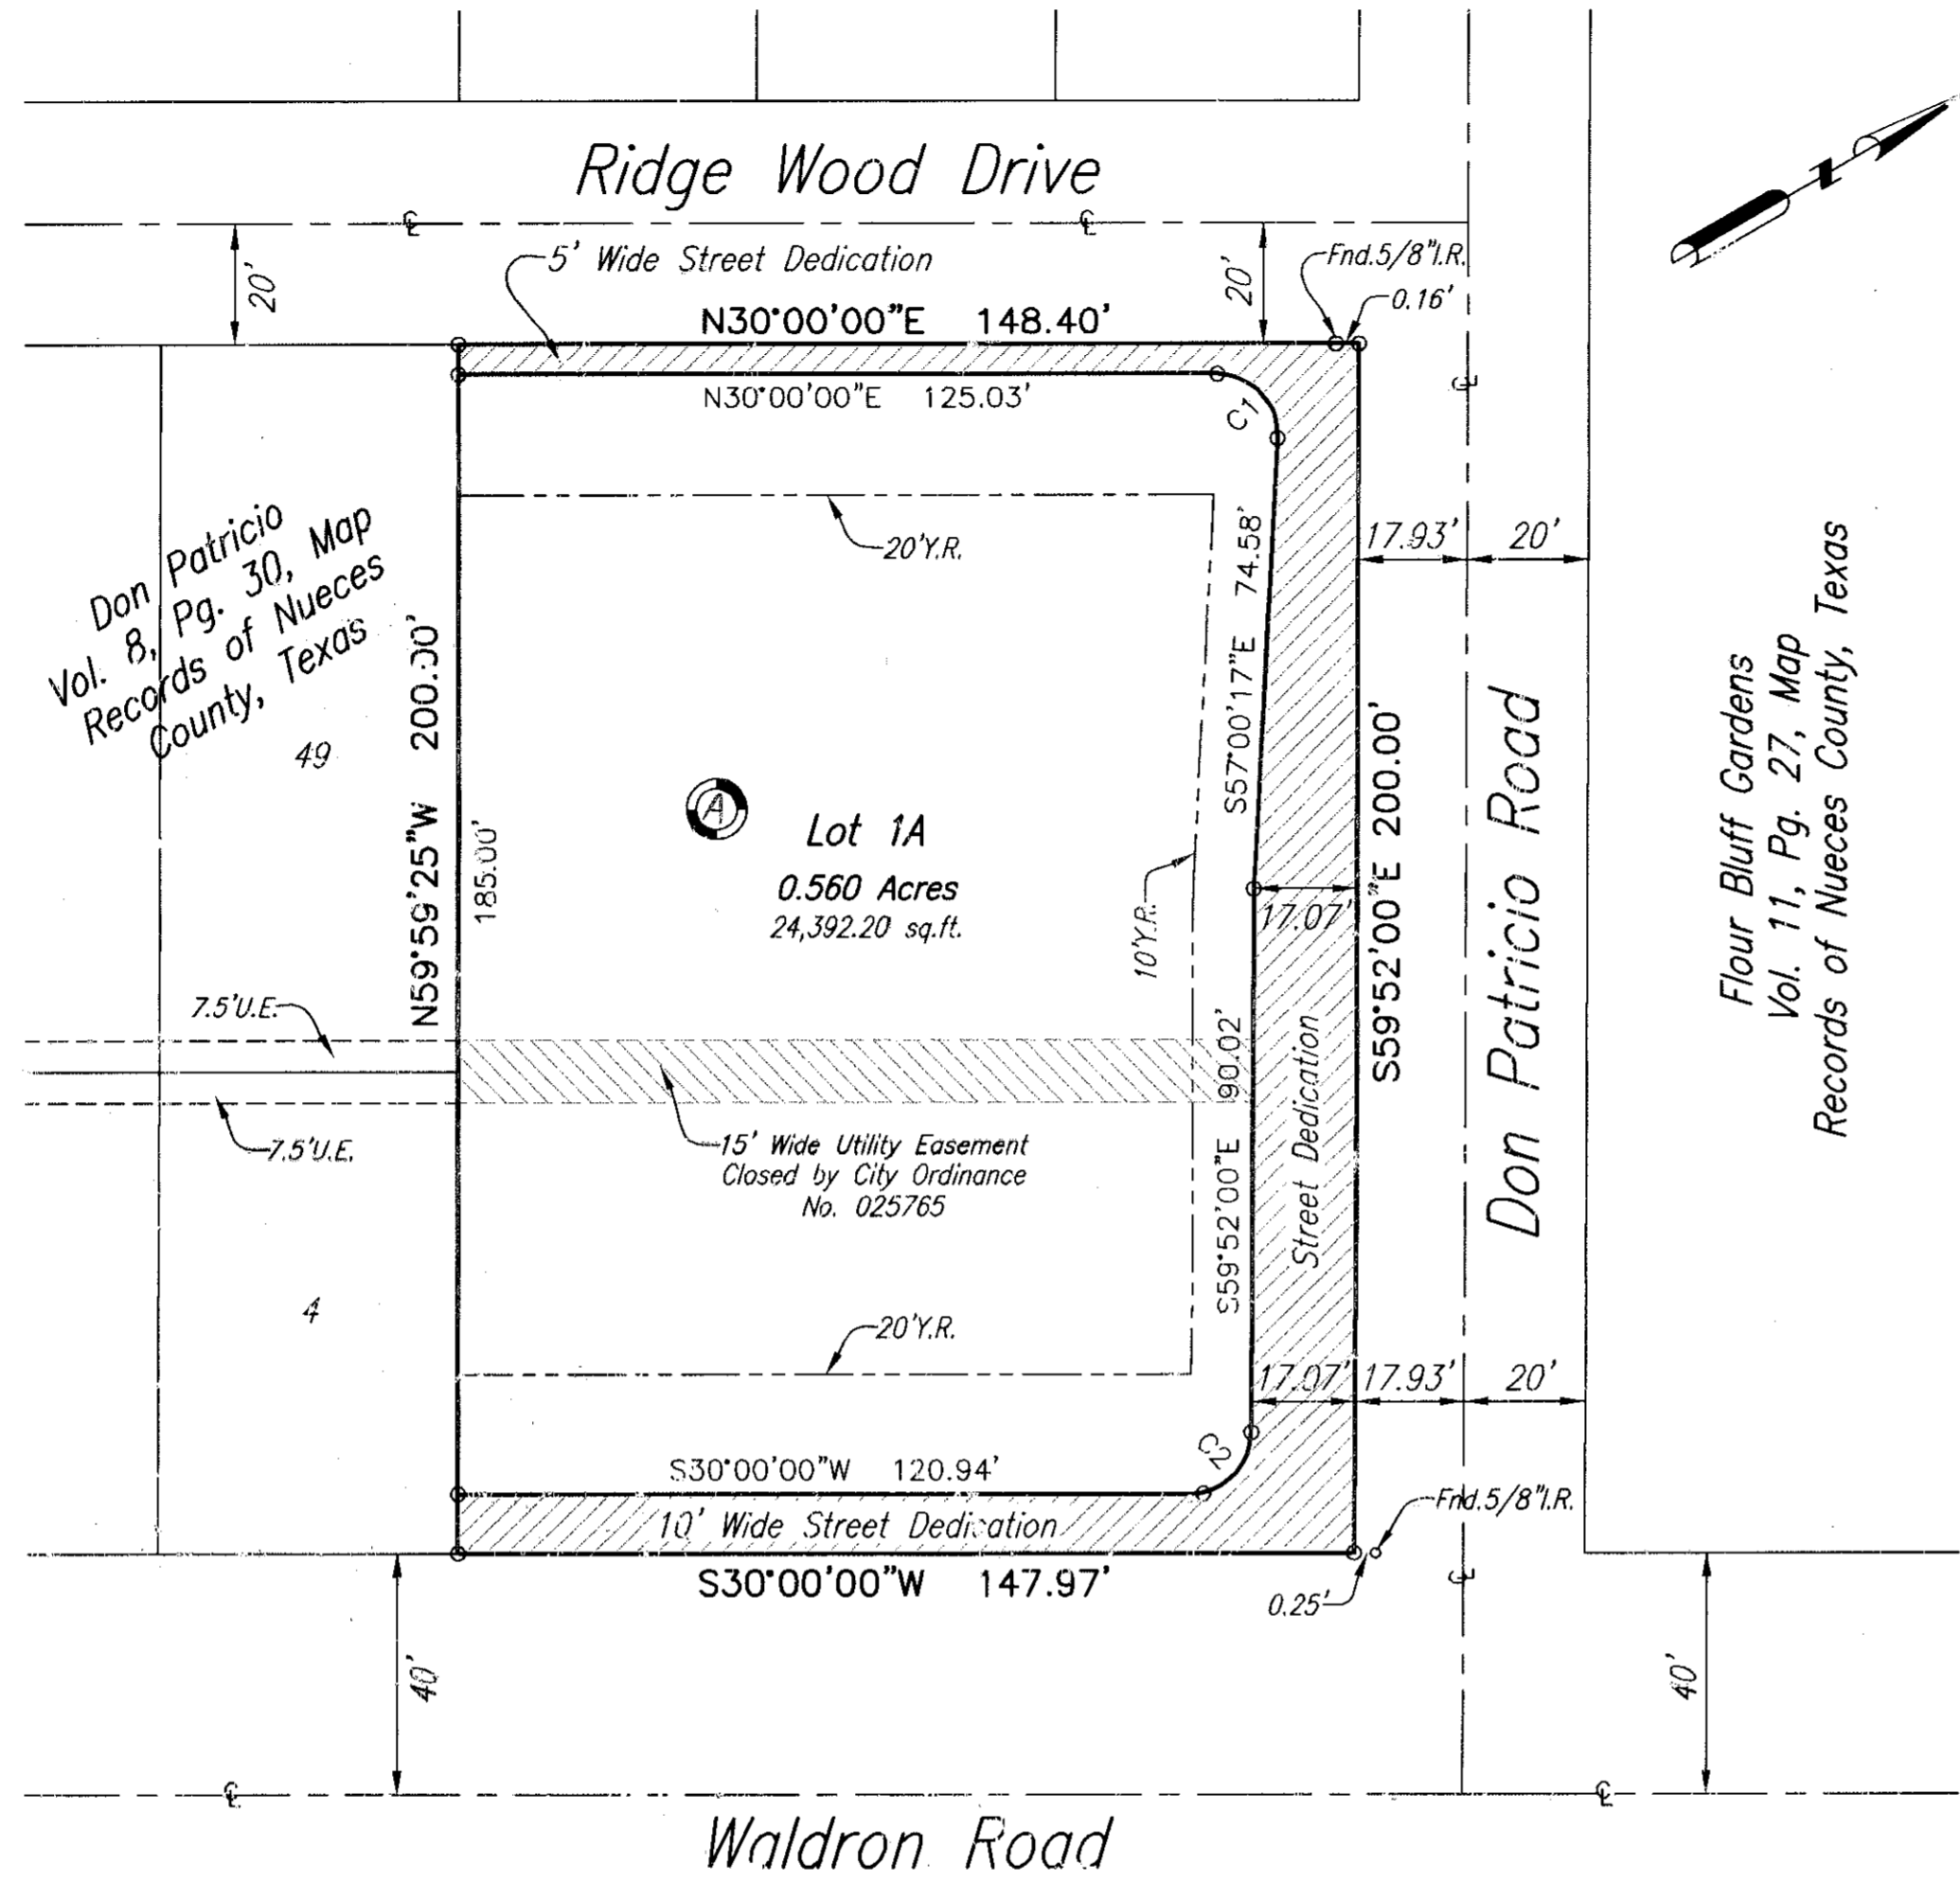 Ridge Wood Drive
5' Wide Street Dedication
20'
20'
Fnd.5/8"I.R.
0.16'
N30°00'00"E 148.40'
N30°00'00"E 125.03'
C1
20'Y.R.
17.93'
20'
Don Patricio
Vol. 8, Pg. 30, Map
Records of Nueces
County, Texas
49
N59°59'25"W 200.00'
185.00'
A
Lot 1A
0.560 Acres
24,392.20 sq.ft.
S57°00'17"E 74.58'
10'Y.R.
17.07'
S59°52'00"E 200.00'
Don Patricio Road
Flour Bluff Gardens
Vol. 11, Pg. 27, Map
Records of Nueces County, Texas
7.5'U.E.
7.5'U.E.
15' Wide Utility Easement
Closed by City Ordinance
No. 025765
S59°52'00"E 90.02'
Street Dedication
4
20'Y.R.
17.07'
17.93'
20'
C2
S30°00'00"W 120.94'
10' Wide Street Dedication
Fnd.5/8"I.R.
S30°00'00"W 147.97'
0.25'
40'
40'
Waldron Road